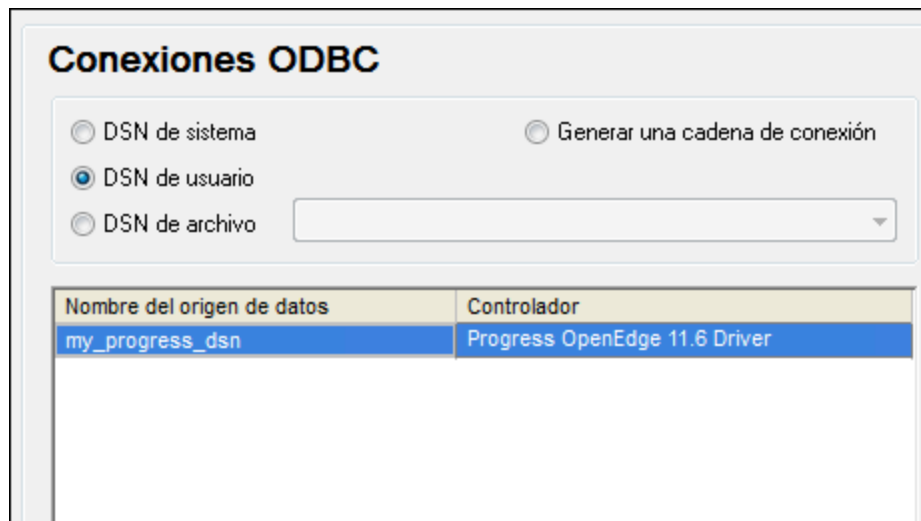 Conexiones ODBC
DSN de sistema
Generar una cadena de conexión
DSN de usuario
DSN de archivo
Nombre del origen de datos Controlador
my_progress_dsn Progress OpenEdge 11.6 Driver